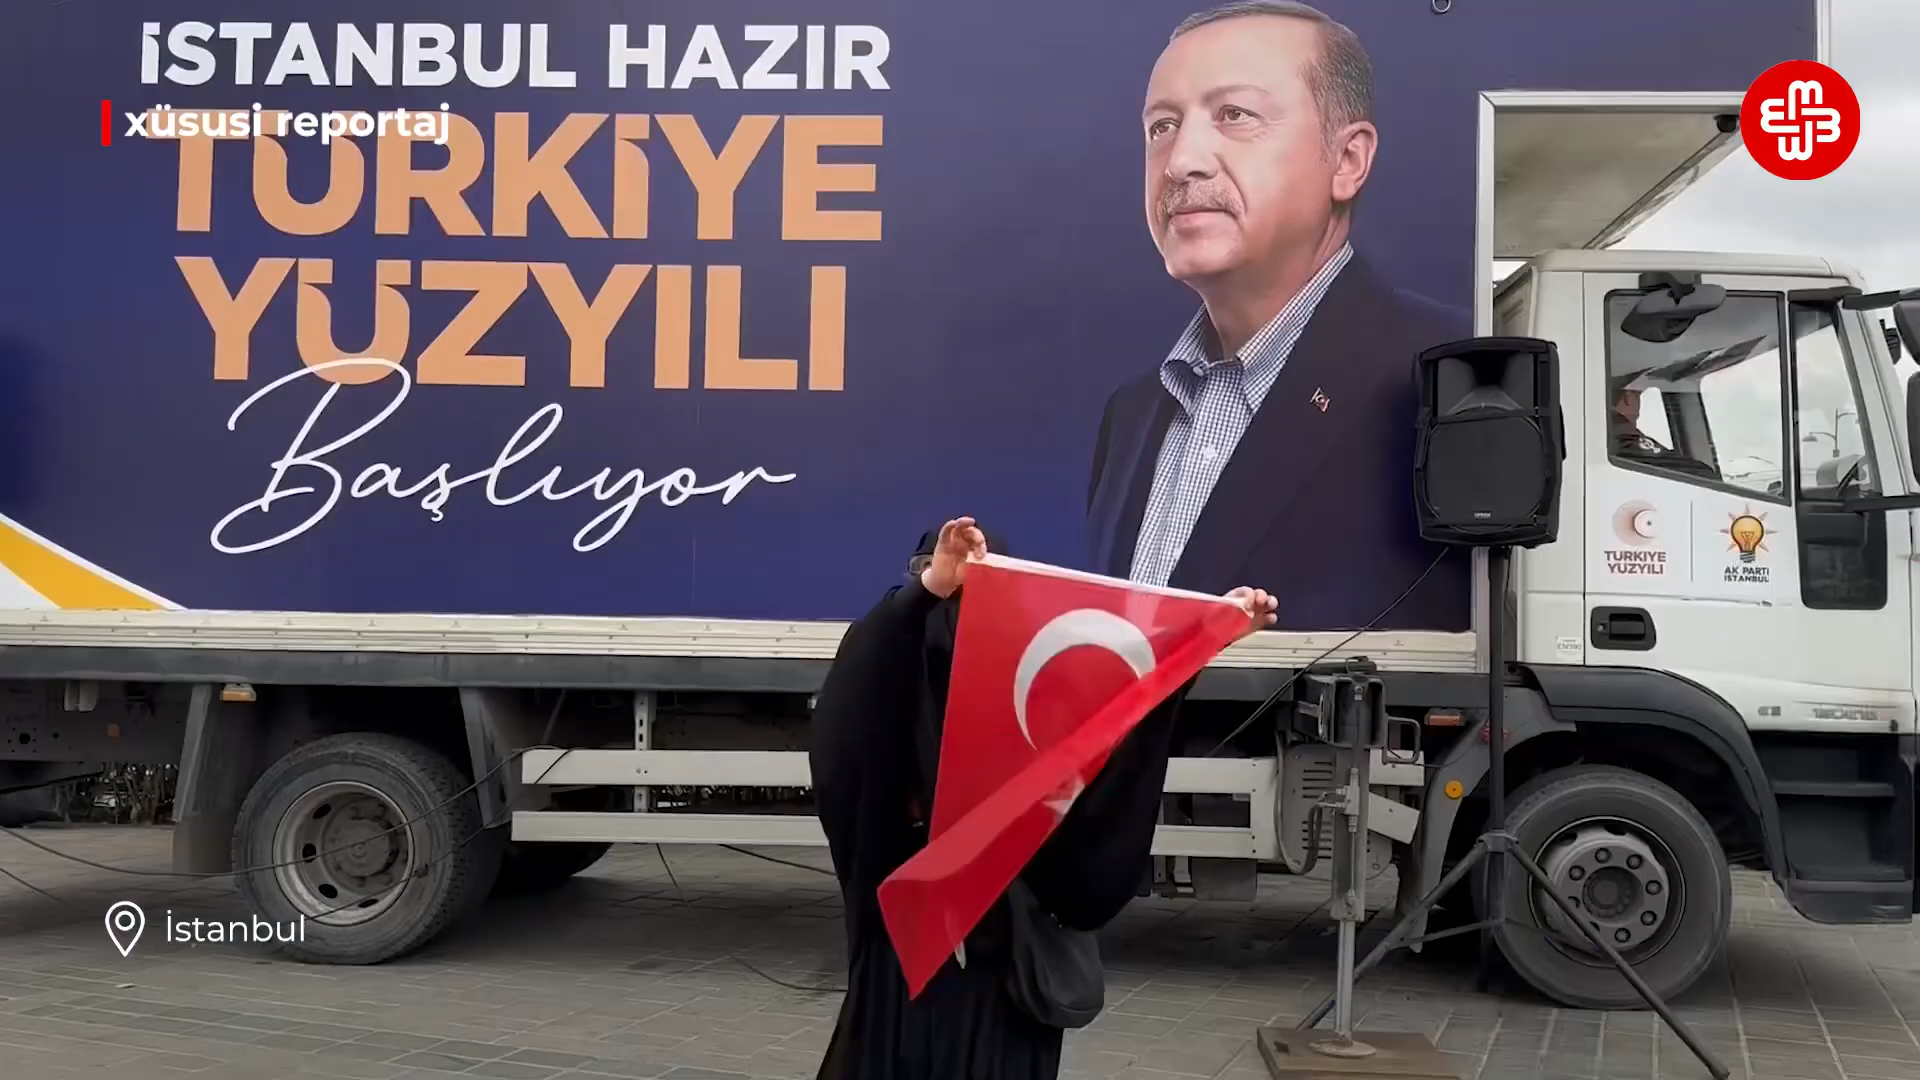 İSTANBUL HAZIR
xüsusi reportaj
TÜRKİYE
YÜZYILI
Başlıyor
TÜRKİYE
YÜZYILI
AK PARTİ
İSTANBUL
İstanbul